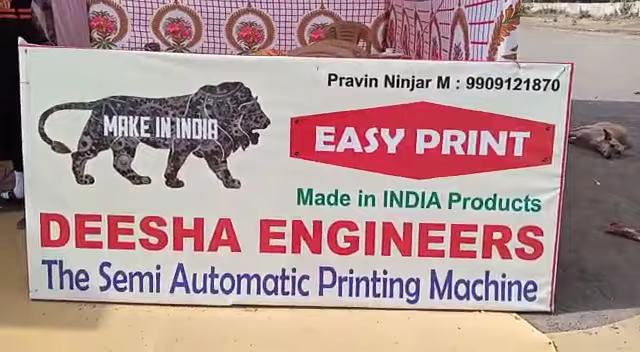 Pravin Ninjar M : 9909121870
MAKE IN INDIA
EASY PRINT
Made in INDIA Products
DEESHA ENGINEERS
The Semi Automatic Printing Machine